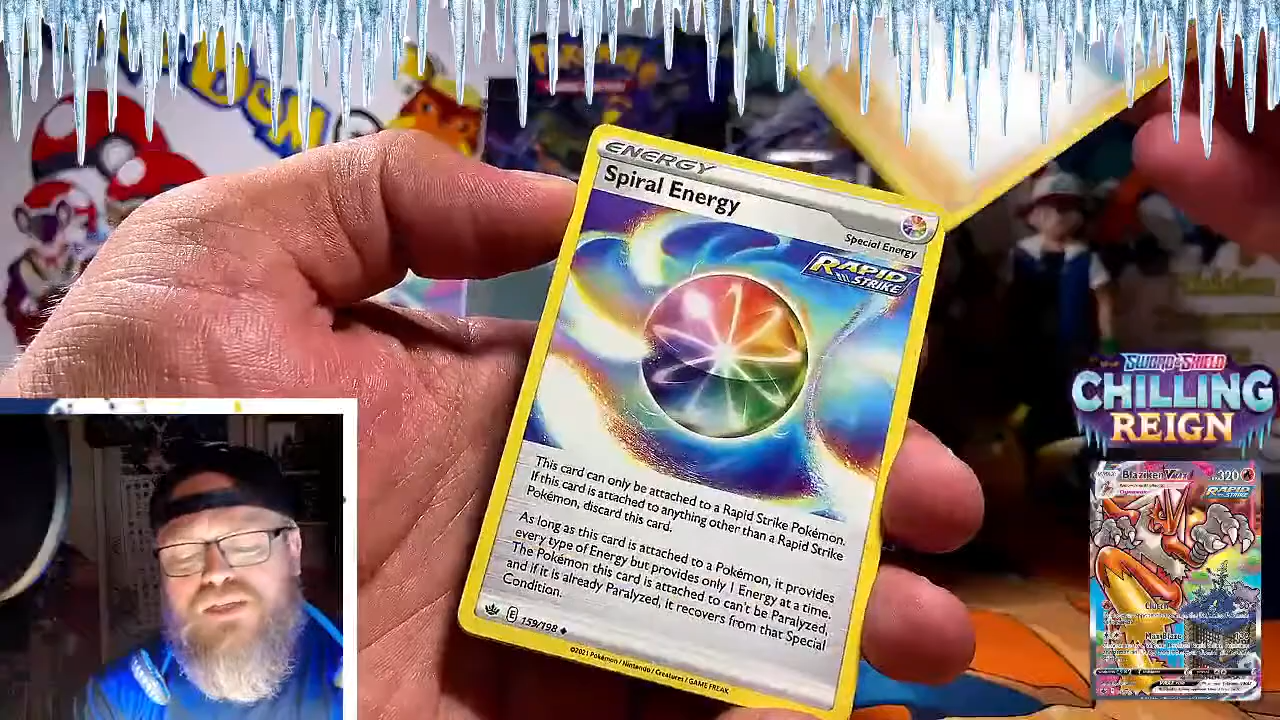 ENERGY
Spiral Energy
Special Energy
RAPID
STRIKE
This card can only be attached to a Rapid Strike Pokémon.
If this card is attached to anything other than a Rapid Strike
Pokémon, discard this card.
As long as this card is attached to a Pokémon, it provides
every type of Energy but provides only 1 Energy at a time.
The Pokémon this card is attached to can't be Paralyzed,
and if it is already Paralyzed, it recovers from that Special
Condition.
E 159/198
©2021 Pokémon / Nintendo / Creatures / GAME FREAK
SWORD & SHIELD
CHILLING
REIGN
Blaziken VMAX 320
RAPID
STRIKE
Clutch
Max Blaze